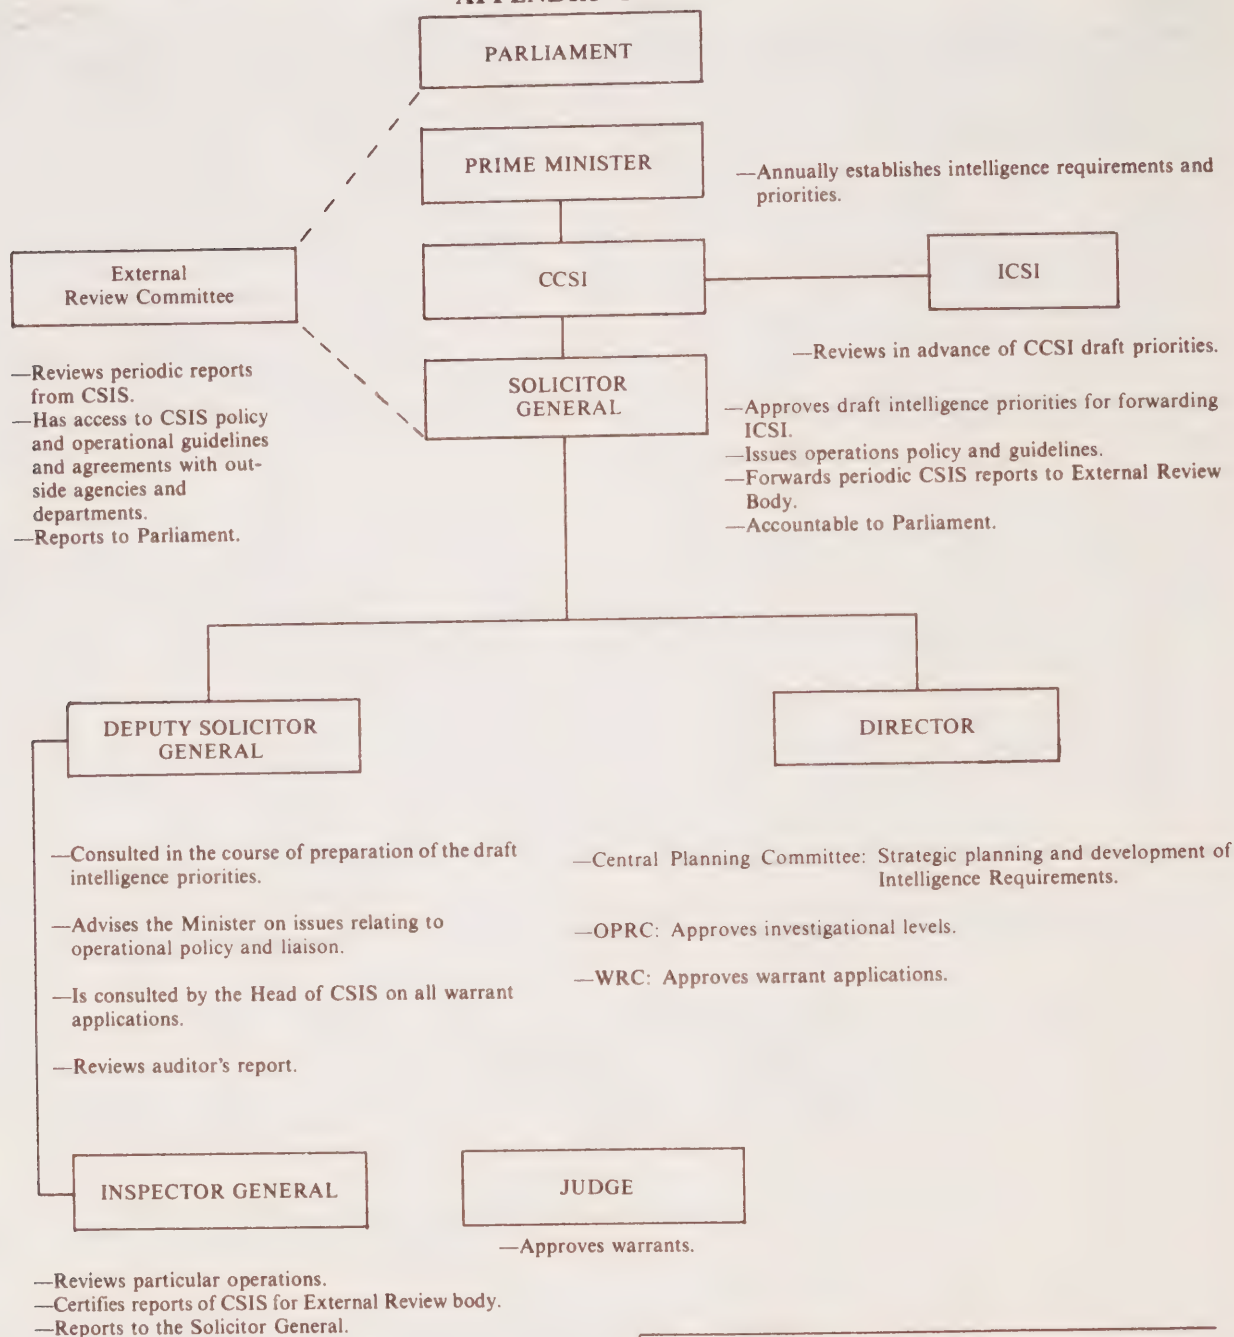 PARLIAMENT
PRIME MINISTER
—Annually establishes intelligence requirements and
priorities.
External
Review Committee
CCSI
ICSI
—Reviews in advance of CCSI draft priorities.
—Reviews periodic reports
from CSIS.
—Has access to CSIS policy
and operational guidelines
and agreements with out-
side agencies and
departments.
—Reports to Parliament.
SOLICITOR
GENERAL
—Approves draft intelligence priorities for forwarding
ICSI.
—Issues operations policy and guidelines.
—Forwards periodic CSIS reports to External Review
Body.
—Accountable to Parliament.
DEPUTY SOLICITOR
GENERAL
DIRECTOR
—Consulted in the course of preparation of the draft
intelligence priorities.
—Advises the Minister on issues relating to
operational policy and liaison.
—Is consulted by the Head of CSIS on all warrant
applications.
—Reviews auditor's report.
—Central Planning Committee: Strategic planning and development of
Intelligence Requirements.
—OPRC: Approves investigational levels.
—WRC: Approves warrant applications.
INSPECTOR GENERAL
JUDGE
—Approves warrants.
—Reviews particular operations.
—Certifies reports of CSIS for External Review body.
—Reports to the Solicitor General.